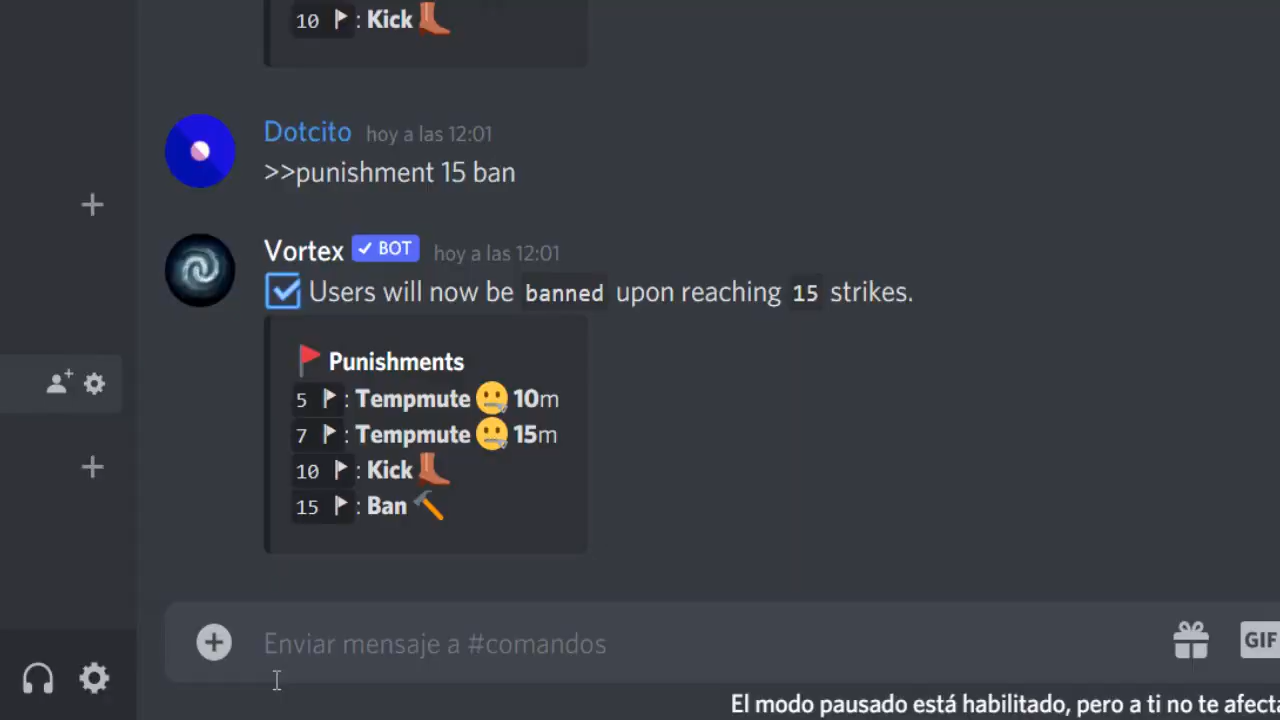 10 : Kick
Dotcito hoy a las 12:01
>>punishment 15 ban
Vortex BOT hoy a las 12:01
Users will now be banned upon reaching 15 strikes.
Punishments
5 : Tempmute 10m
7 : Tempmute 15m
10 : Kick
15 : Ban
Enviar mensaje a #comandos
GIF
El modo pausado está habilitado, pero a ti no te afecta